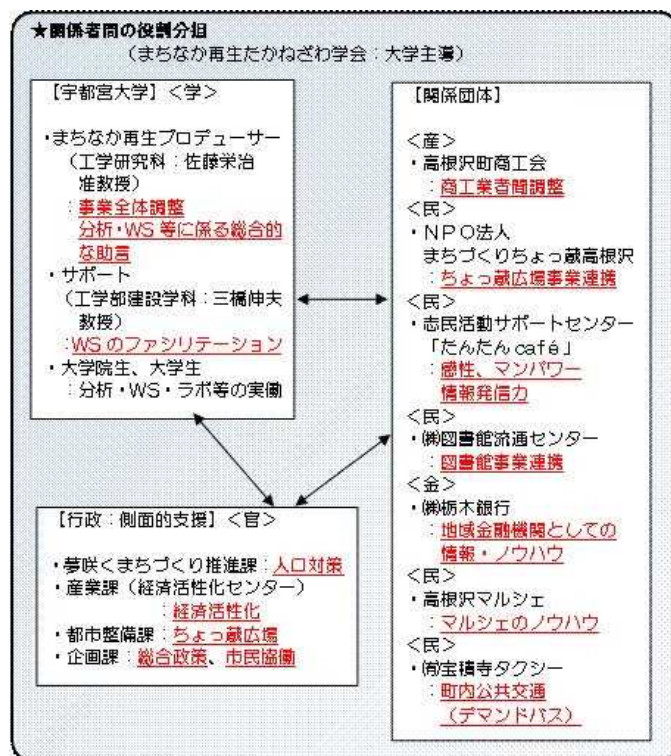 ★関係者間の役割分担
（まちなか再生たかねざわ学会：大学主導）
【宇都宮大学】＜学＞
・まちなか再生プロデューサー
（工学研究科：佐藤栄治
准教授）
：事業全体調整
分析・WS等に係る総合的
な助言
・サポート
（工学部建設学科：三橋伸夫
教授）
：WSのファシリテーション
・大学院生、大学生
：分析・WS・ラボ等の実働
【行政：側面的支援】＜官＞
・夢咲くまちづくり推進課：人口対策
・産業課（経済活性化センター）
：経済活性化
・都市整備課：ちょっ蔵広場
・企画課：総合政策、市民協働
【関係団体】
＜産＞
・高根沢町商工会
：商工業者間調整
＜民＞
・ＮＰＯ法人
まちづくりちょっ蔵高根沢
：ちょっ蔵広場事業連携
＜民＞
・志民活動サポートセンター
「たんたんcafé」
：感性、マンパワー
情報発信力
＜民＞
・㈱図書館流通センター
：図書館事業連携
＜金＞
・㈱栃木銀行
：地域金融機関としての
情報・ノウハウ
＜民＞
・高根沢マルシェ
：マルシェのノウハウ
＜民＞
・㈲宝積寺タクシー
：町内公共交通
（デマンドバス）